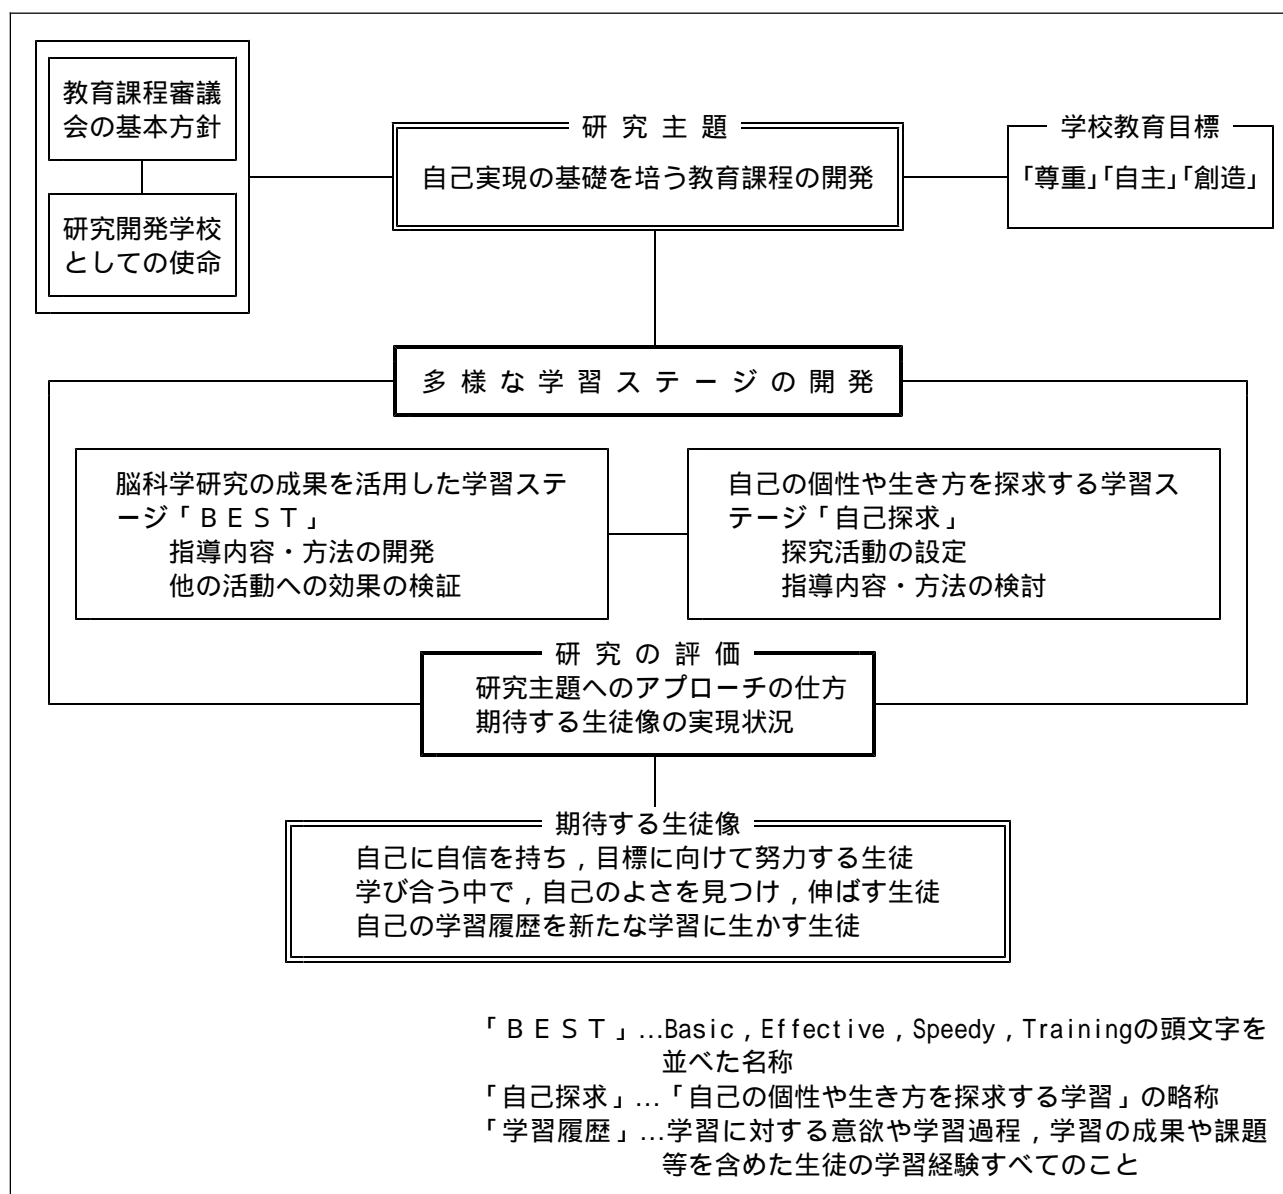 教育課程審議
会の基本方針
研究開発学校
としての使命
研究主題
自己実現の基礎を培う教育課程の開発
学校教育目標
「尊重」「自主」「創造」
多様な学習ステージの開発
脳科学研究の成果を活用した学習ステ
ージ「ＢＥＳＴ」
指導内容・方法の開発
他の活動への効果の検証
自己の個性や生き方を探求する学習ス
テージ「自己探求」
探究活動の設定
指導内容・方法の検討
研究の評価
研究主題へのアプローチの仕方
期待する生徒像の実現状況
期待する生徒像
自己に自信を持ち，目標に向けて努力する生徒
学び合う中で，自己のよさを見つけ，伸ばす生徒
自己の学習履歴を新たな学習に生かす生徒
「ＢＥＳＴ」…Basic，Effective，Speedy，Trainingの頭文字を
並べた名称
「自己探求」…「自己の個性や生き方を探求する学習」の略称
「学習履歴」…学習に対する意欲や学習過程，学習の成果や課題
等を含めた生徒の学習経験すべてのこと